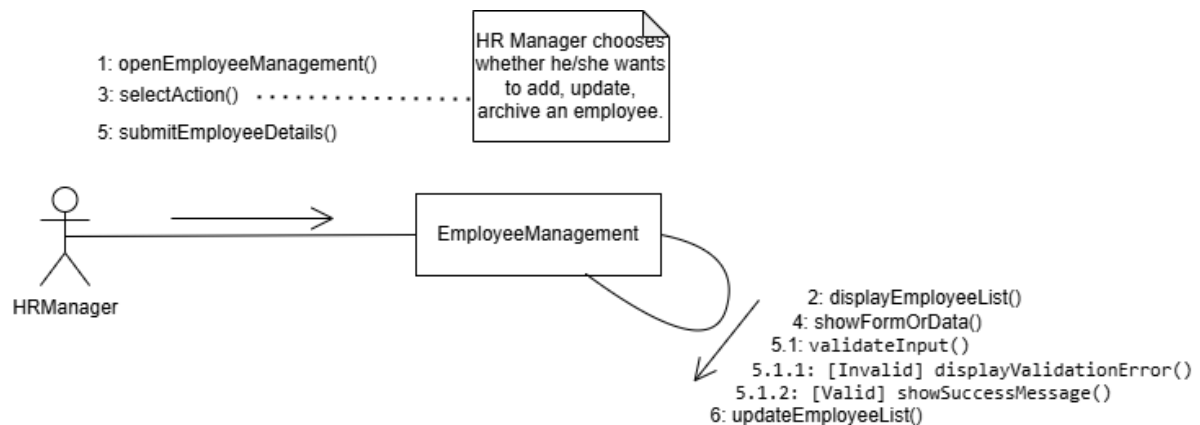 1: openEmployeeManagement()
3: selectAction()
5: submitEmployeeDetails()
HR Manager chooses
whether he/she wants
to add, update,
archive an employee.
HRManager
EmployeeManagement
2: displayEmployeeList()
4: showFormOrData()
5.1: validateInput()
5.1.1: [Invalid] displayValidationError()
5.1.2: [Valid] showSuccessMessage()
6: updateEmployeeList()